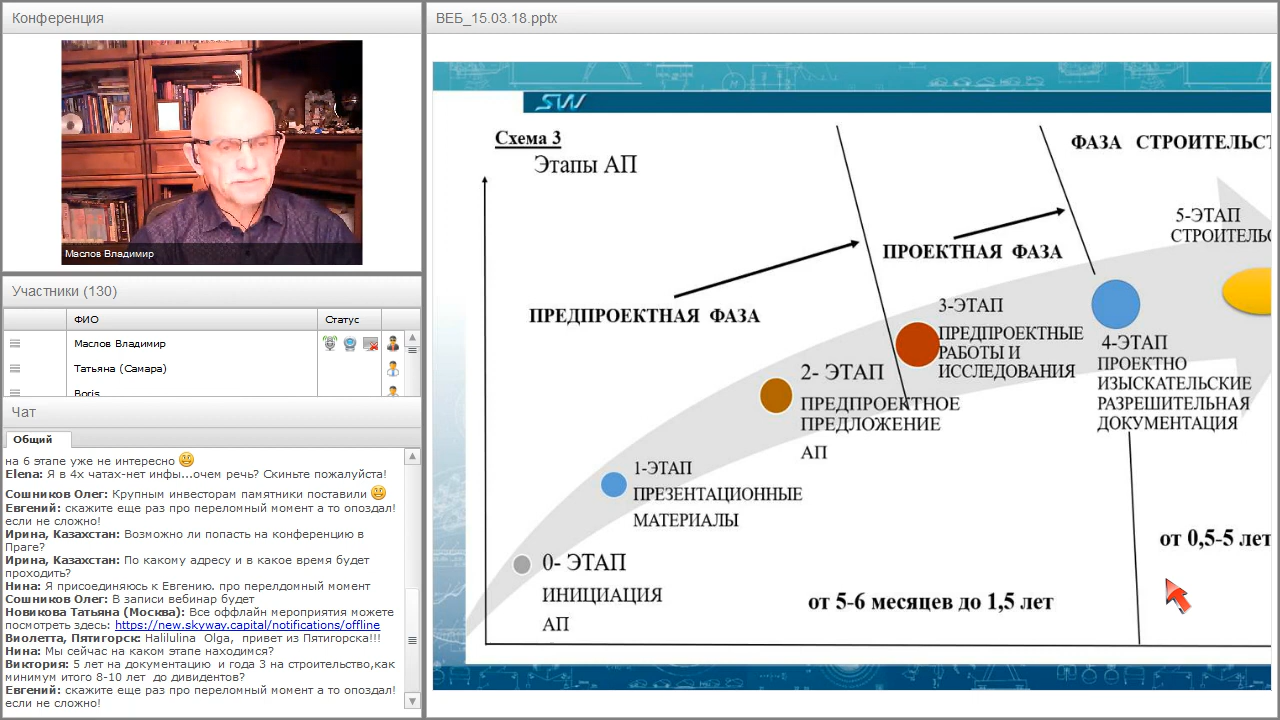 Конференция
Маслов Владимир
Участники (130)
ФИО
Статус
Маслов Владимир
Татьяна (Самара)
Boris
Чат
Общий
на 6 этапе уже не интересно
Elena: Я в 4х чатах-нет инфы...очем речь? Скиньте пожалуйста!
Сошников Олег: Крупным инвесторам памятники поставили
Евгений: скажите еще раз про переломный момент а то опоздал!
если не сложно!
Ирина, Казахстан: Возможно ли попасть на конференцию в
Праге?
Ирина, Казахстан: По какому адресу и в какое время будет
проходить?
Нина: Я присоединяюсь к Евгению. про перелдомный момент
Сошников Олег: В записи вебинар будет
Новикова Татьяна (Москва): Все оффлайн мероприятия можете
посмотреть здесь: https://new.skyway.capital/notifications/offline
Виолетта, Пятигорск: Halilulina Olga, привет из Пятигорска!!!
Нина: Мы сейчас на каком этапе находимся?
Виктория: 5 лет на документацию и года 3 на строительство,как
минимум итого 8-10 лет до дивидентов?
Евгений: скажите еще раз про переломный момент а то опоздал!
если не сложно!
ВЕБ_15.03.18.pptx
SW
Схема 3
Этапы АП
ФАЗА СТРОИТЕЛЬСТ
5-ЭТАП
СТРОИТЕЛЬС
ПРОЕКТНАЯ ФАЗА
ПРЕДПРОЕКТНАЯ ФАЗА
3-ЭТАП
ПРЕДПРОЕКТНЫЕ
РАБОТЫ И
ИССЛЕДОВАНИЯ
4-ЭТАП
ПРОЕКТНО
ИЗЫСКАТЕЛЬСКИЕ
РАЗРЕШИТЕЛЬНАЯ
ДОКУМЕНТАЦИЯ
2- ЭТАП
ПРЕДПРОЕКТНОЕ
ПРЕДЛОЖЕНИЕ
АП
1-ЭТАП
ПРЕЗЕНТАЦИОННЫЕ
МАТЕРИАЛЫ
0- ЭТАП
ИНИЦИАЦИЯ
АП
от 0,5-5 лет
от 5-6 месяцев до 1,5 лет